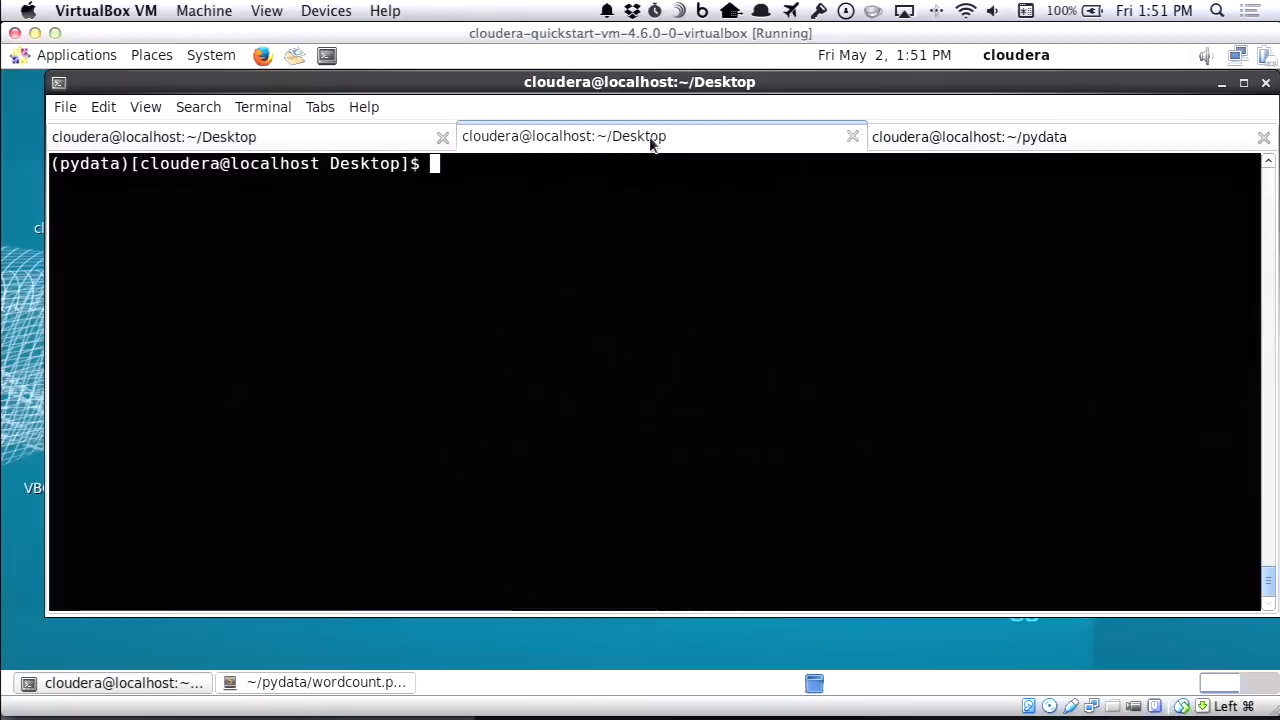 VirtualBox VM Machine View Devices Help 100% Fri 1:51 PM
cloudera-quickstart-vm-4.6.0-0-virtualbox [Running]
Applications Places System Fri May 2, 1:51 PM cloudera
cloudera@localhost:~/Desktop
File Edit View Search Terminal Tabs Help
cloudera@localhost:~/Desktop cloudera@localhost:~/Desktop cloudera@localhost:~/pydata
(pydata)[cloudera@localhost Desktop]$
cl
VB
cloudera@localhost:~... ~/pydata/wordcount.p...
Left ⌘